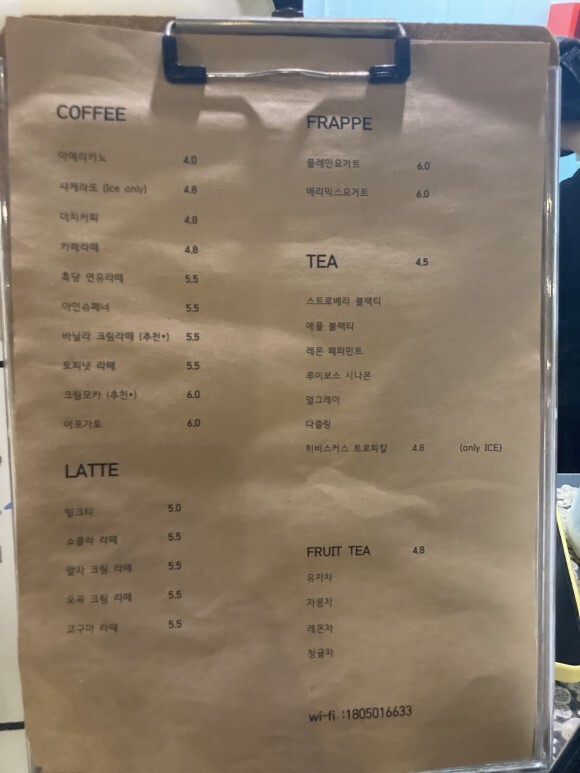 COFFEE
아메리카노 4.0
샤케라또 (Ice only) 4.8
더치커피 4.8
카페라떼 4.8
흑당 연유라떼 5.5
아인슈페너 5.5
바닐라 크림라떼 (추천*) 5.5
토피넛 라떼 5.5
크림모카 (추천*) 6.0
아포가토 6.0
LATTE
밀크티 5.0
쇼콜라 라떼 5.5
말차 크림 라떼 5.5
오곡 크림 라떼 5.5
고구마 라떼 5.5
FRAPPE
플레인요거트 6.0
베리믹스요거트 6.0
TEA 4.5
스트로베리 블랙티
애플 블랙티
레몬 페퍼민트
루이보스 시나몬
얼그레이
다즐링
히비스커스 트로피칼 4.8 (only ICE)
FRUIT TEA 4.8
유자차
자몽차
레몬차
청귤차
wi-fi :1805016633